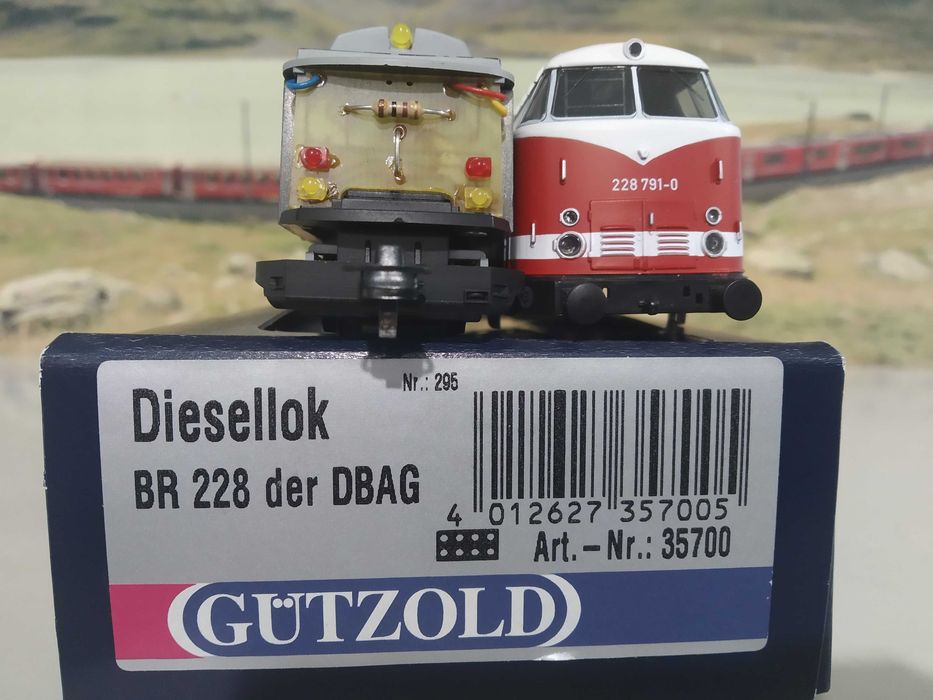 228 791-0
Nr.: 295
Diesellok
BR 228 der DBAG
4 012627 357005
Art.-Nr.: 35700
GÜTZOLD